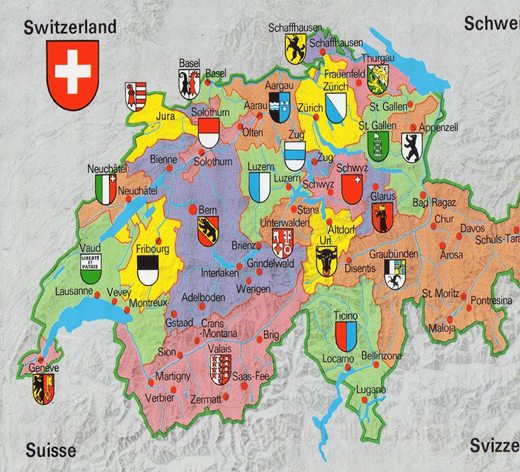 Switzerland
Schwei
Schaffhausen
Schaffhausen
Thurgau
Basel
Basel
Aargau
Zürich
Frauenfeld
St. Gallen
Jura
Solothurn
Aarau
Zürich
Olten
Zug
St. Gallen
Appenzell
Neuchâtel
Bienne
Solothurn
Luzern
Zug
Schwyz
Luzern
Schwyz
Glarus
Neuchâtel
Bad Ragaz
Bern
Stans
Unterwalden
Altdorf
Chur
Vaud
LIBERTÉ
ET
PATRIE
Fribourg
Brienz
Uri
Davos
Schuls-Tara
Graubünden
Arosa
Interlaken
Grindelwald
Disentis
Lausanne
Vevey
Wengen
Montreux
Adelboden
St. Moritz
Pontresina
Gstaad
Crans
-Montana
Ticino
Maloja
Sion
Valais
Brig
Locarno
Bellinzona
Genève
Martigny
Saas-Fee
Verbier
Zermatt
Lugano
Suisse
Svizze